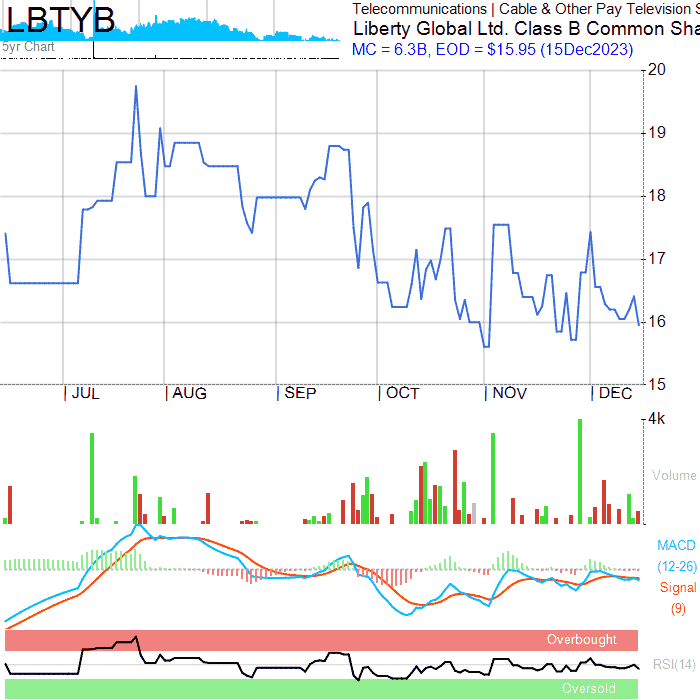 LBTYB
5yr Chart
Telecommunications | Cable & Other Pay Television S
Liberty Global Ltd. Class B Common Sha
MC = 6.3B, EOD = $15.95 (15Dec2023)
20
19
18
17
16
15
JUL AUG SEP OCT NOV DEC
4k
Volume
MACD
(12-26)
Signal
(9)
Overbought
RSI(14)
Oversold